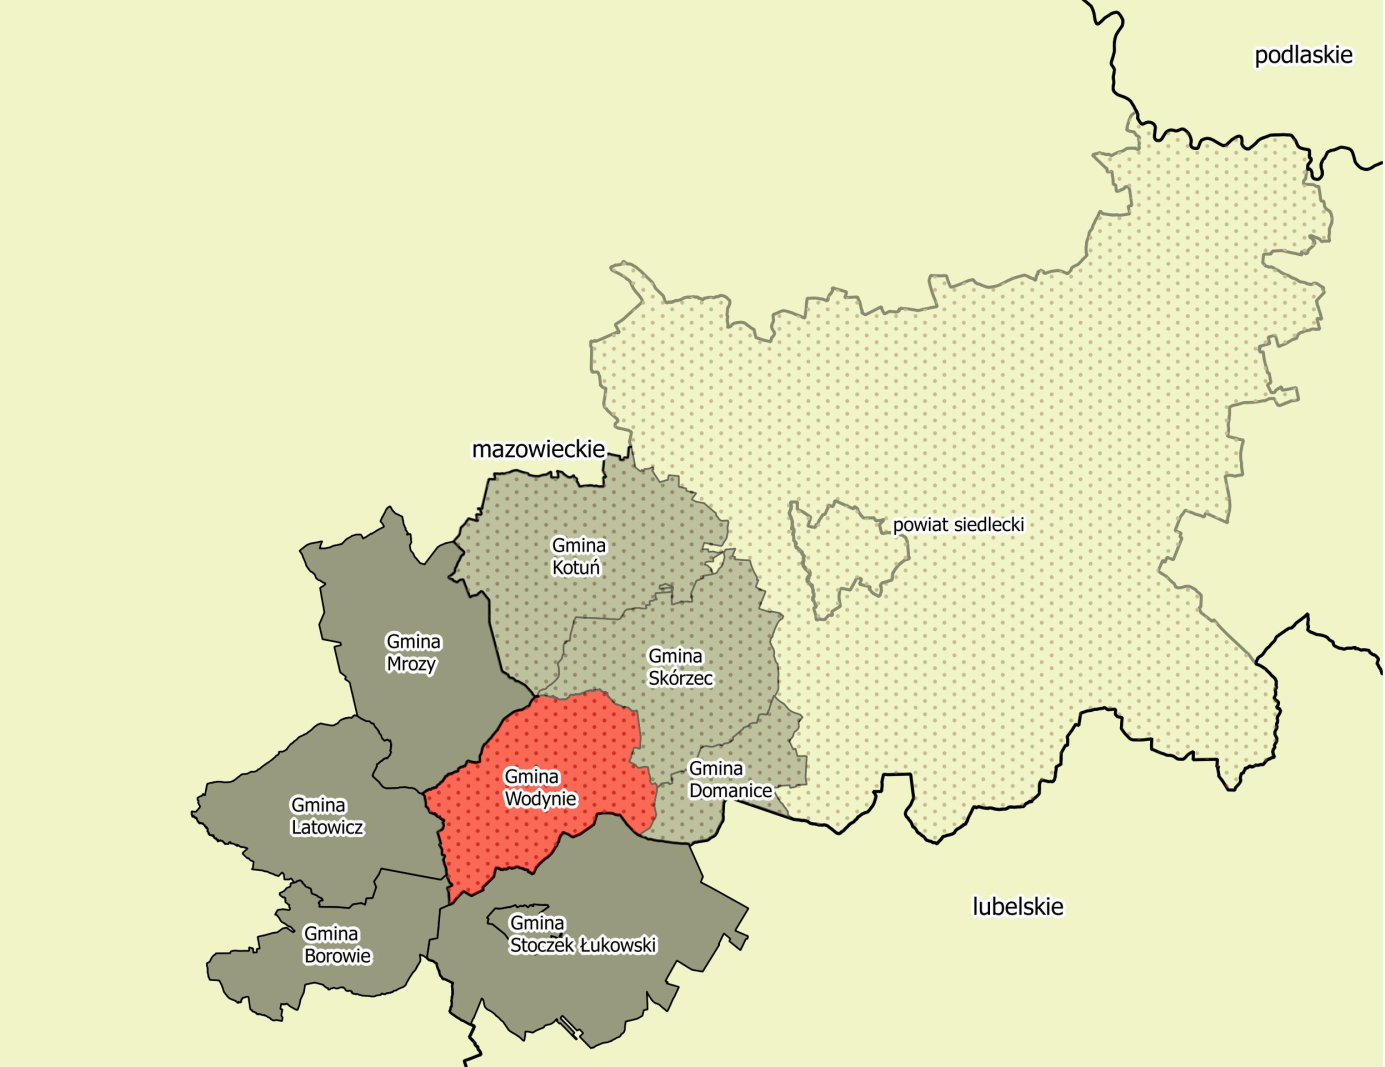 podlaskie
mazowieckie
powiat siedlecki
Gmina
Kotuń
Gmina
Mrozy
Gmina
Skórzec
Gmina
Wodynie
Gmina
Domanice
Gmina
Latowicz
Gmina
Borowie
Gmina
Stoczek Łukowski
lubelskie